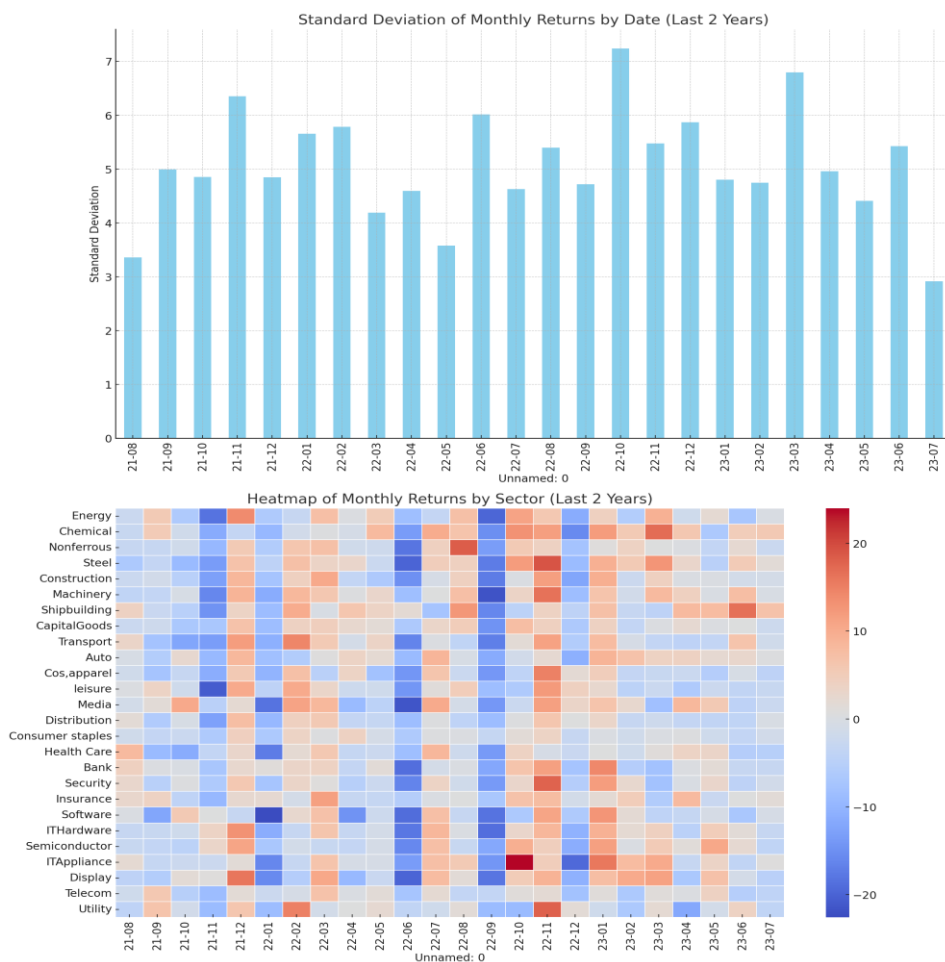 Standard Deviation of Monthly Returns by Date (Last 2 Years)
Standard Deviation
7
6
5
4
3
2
1
0
21-08
21-09
21-10
21-11
21-12
22-01
22-02
22-03
22-04
22-05
22-06
22-07
22-08
22-09
22-10
22-11
22-12
23-01
23-02
23-03
23-04
23-05
23-06
23-07
Unnamed: 0
Heatmap of Monthly Returns by Sector (Last 2 Years)
Energy
Chemical
Nonferrous
Steel
Construction
Machinery
Shipbuilding
CapitalGoods
Transport
Auto
Cos,apparel
leisure
Media
Distribution
Consumer staples
Health Care
Bank
Security
Insurance
Software
ITHardware
Semiconductor
ITAppliance
Display
Telecom
Utility
21-08
21-09
21-10
21-11
21-12
22-01
22-02
22-03
22-04
22-05
22-06
22-07
22-08
22-09
22-10
22-11
22-12
23-01
23-02
23-03
23-04
23-05
23-06
23-07
Unnamed: 0
20
10
0
−10
−20